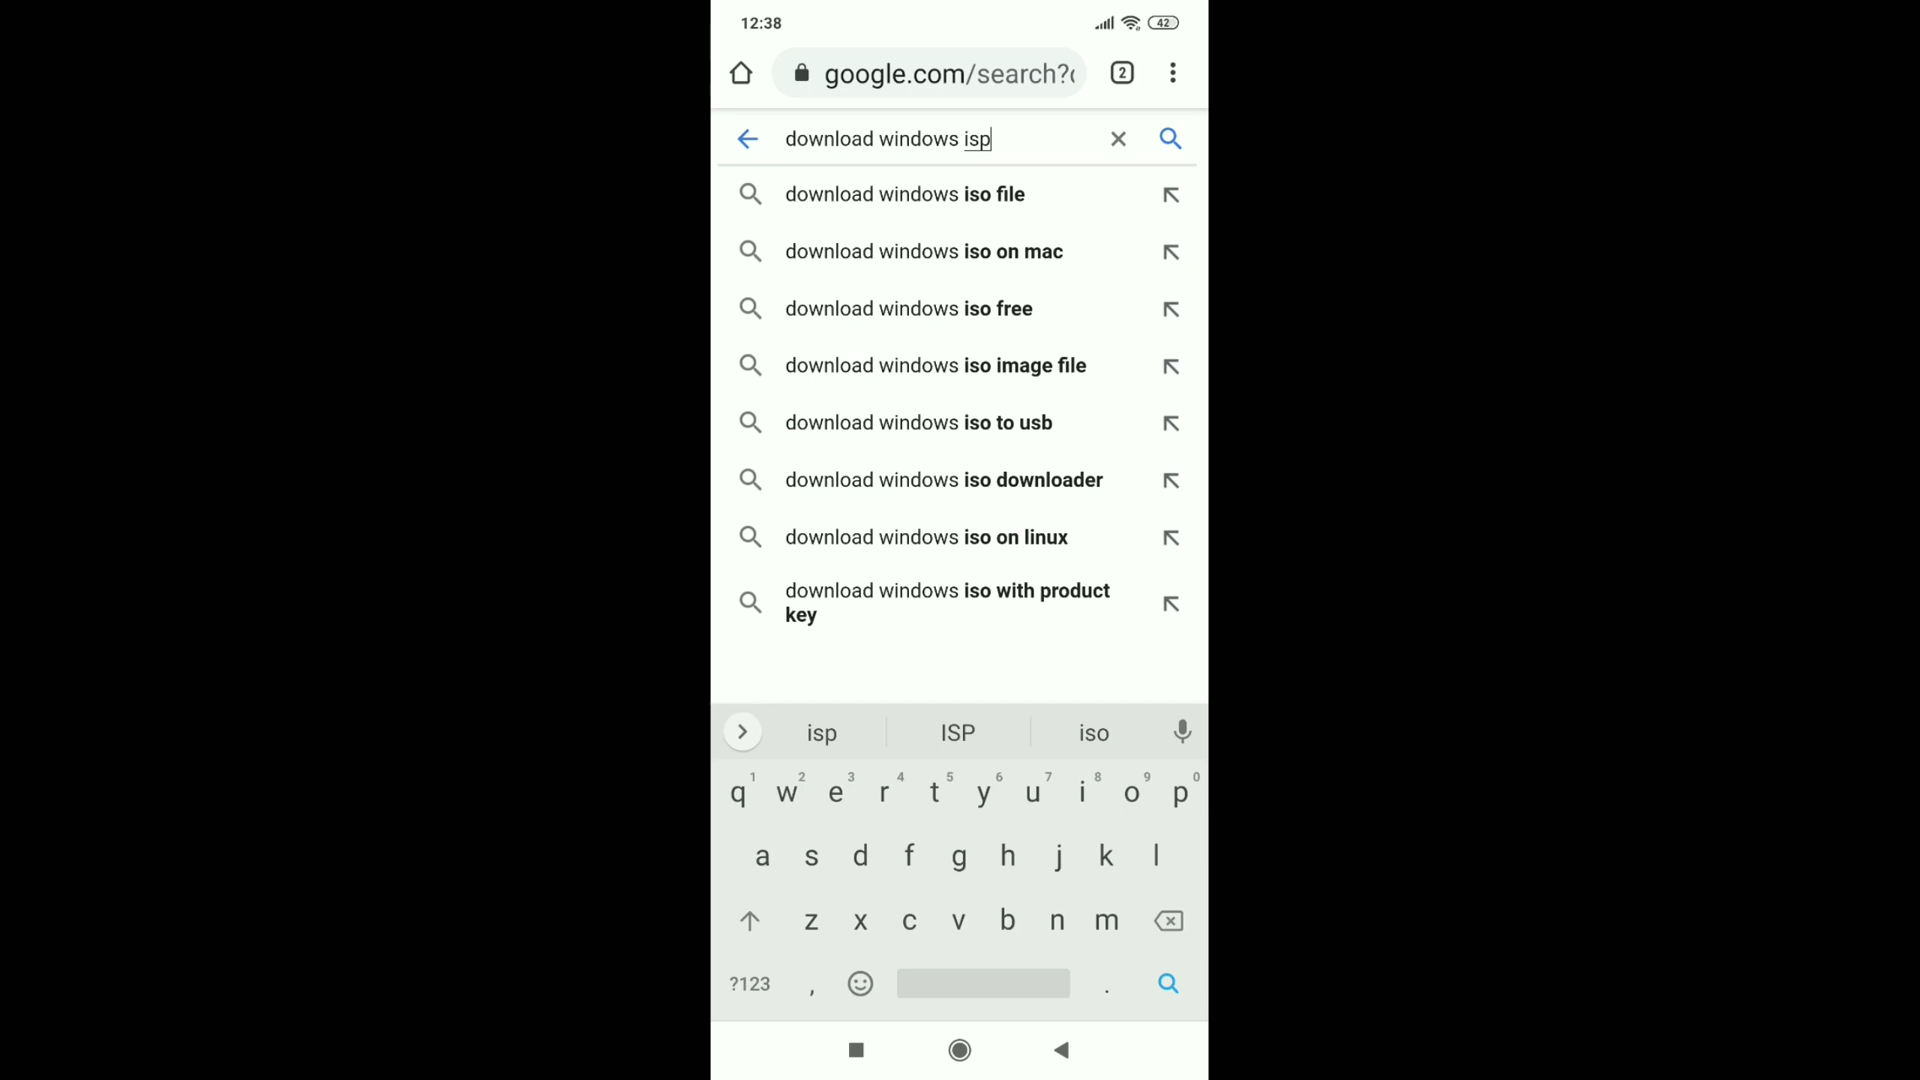 12:38
42
google.com/search?
2
download windows isp
download windows iso file
download windows iso on mac
download windows iso free
download windows iso image file
download windows iso to usb
download windows iso downloader
download windows iso on linux
download windows iso with product
key
isp ISP iso
1 2 3 4 5 6 7 8 9 0
q w e r t y u i o p
a s d f g h j k l
z x c v b n m
?123 , .